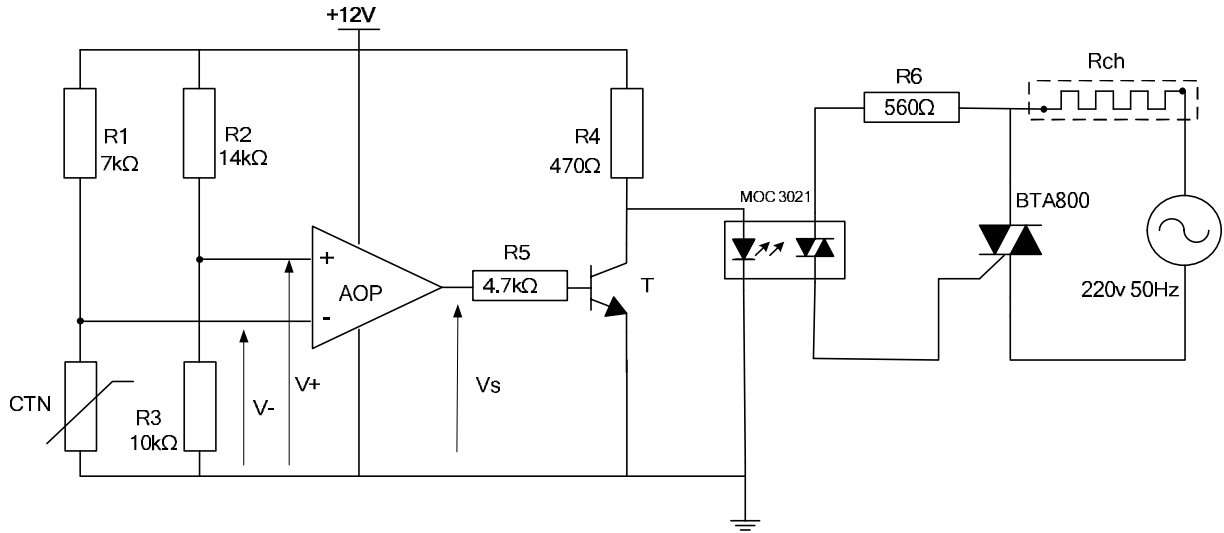 +12V
Rch
R1
7kΩ
R2
14kΩ
R4
470Ω
R6
560Ω
MOC 3021
BTA800
+
-
AOP
R5
4.7kΩ
T
220v 50Hz
CTN
R3
10kΩ
V-
V+
Vs